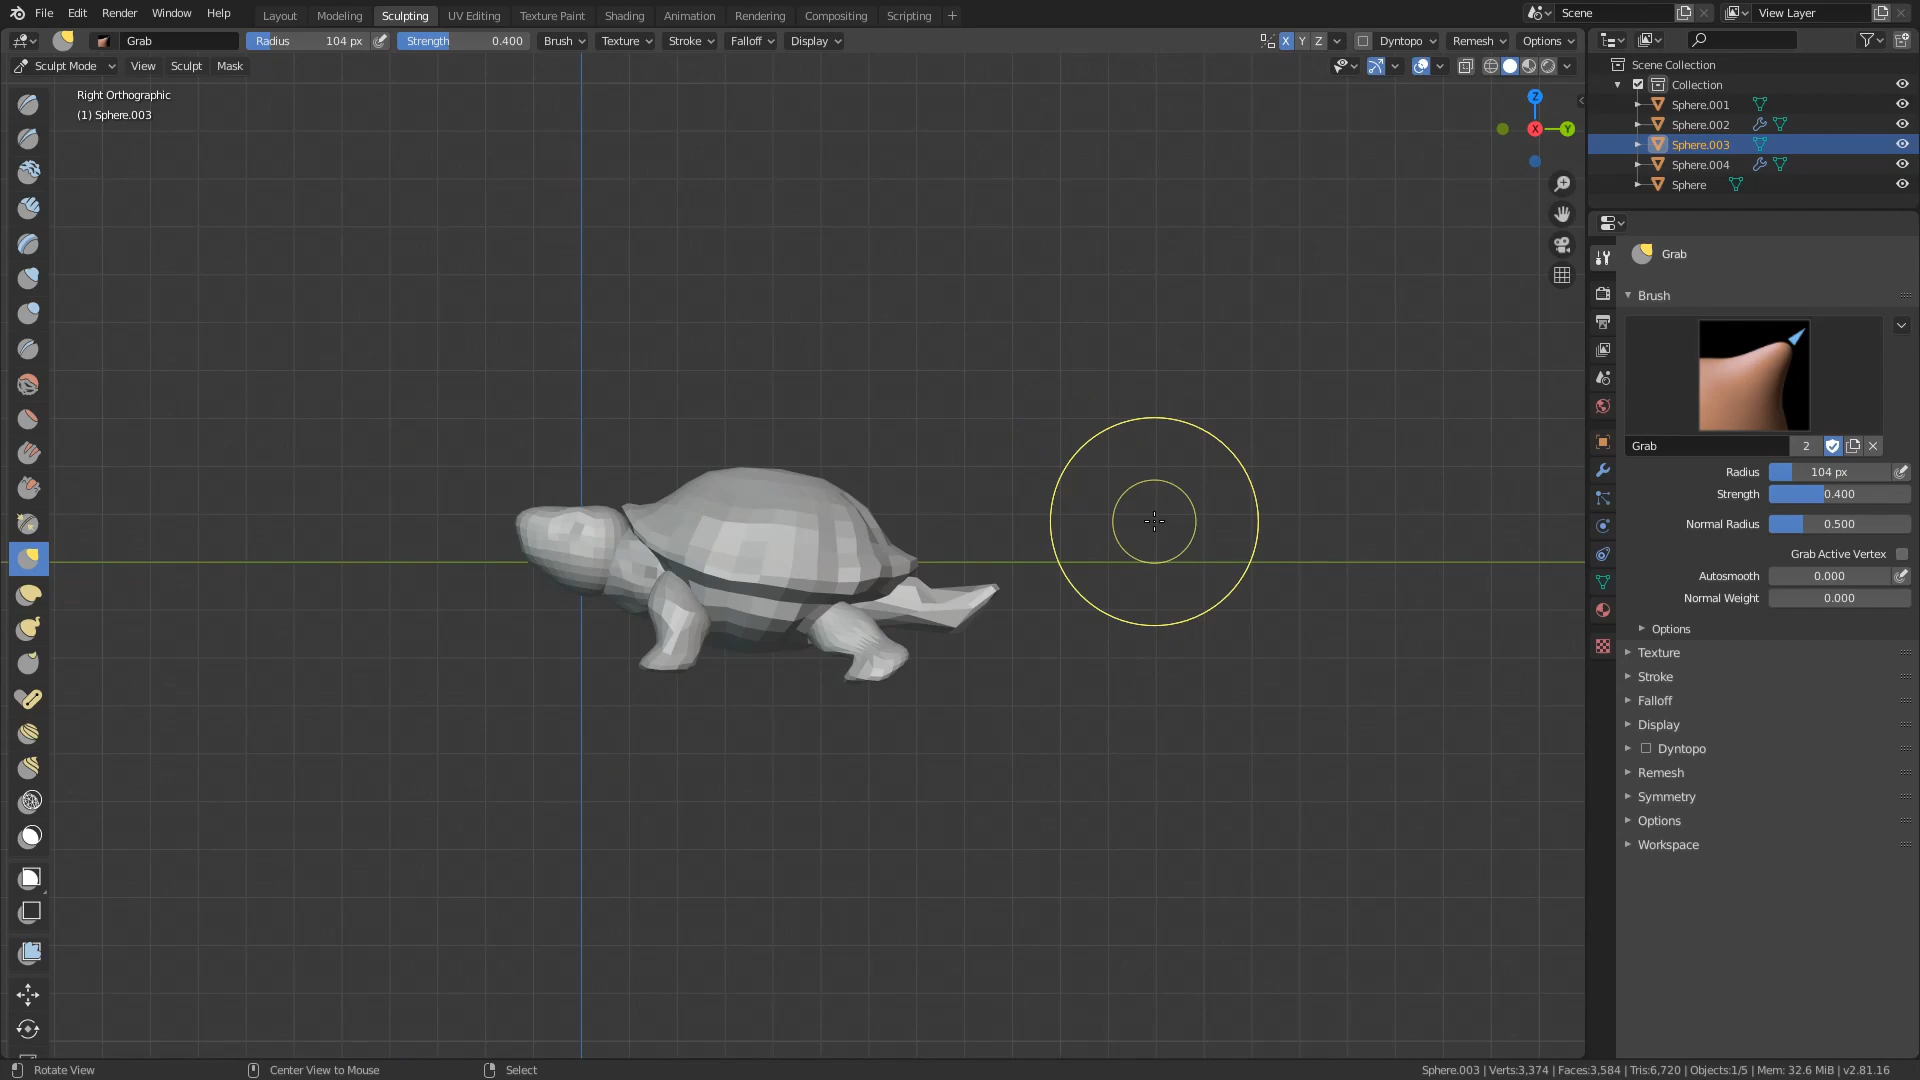 File Edit Render Window Help Layout Modeling Sculpting UV Editing Texture Paint Shading Animation Rendering Compositing Scripting + Scene View Layer
Grab Radius 104 px Strength 0.400 Brush Texture Stroke Falloff Display X Y Z Dyntopo Remesh Options
Sculpt Mode View Sculpt Mask
Right Orthographic
(1) Sphere.003
Z
X
Y
Scene Collection
Collection
Sphere.001
Sphere.002
Sphere.003
Sphere.004
Sphere
Grab
Brush
Grab 2
Radius 104 px
Strength 0.400
Normal Radius 0.500
Grab Active Vertex
Autosmooth 0.000
Normal Weight 0.000
Options
Texture
Stroke
Falloff
Display
Dyntopo
Remesh
Symmetry
Options
Workspace
Rotate View Center View to Mouse Select Sphere.003 | Verts:3,374 | Faces:3,584 | Tris:6,720 | Objects:1/5 | Mem: 32.6 MiB | v2.81.16